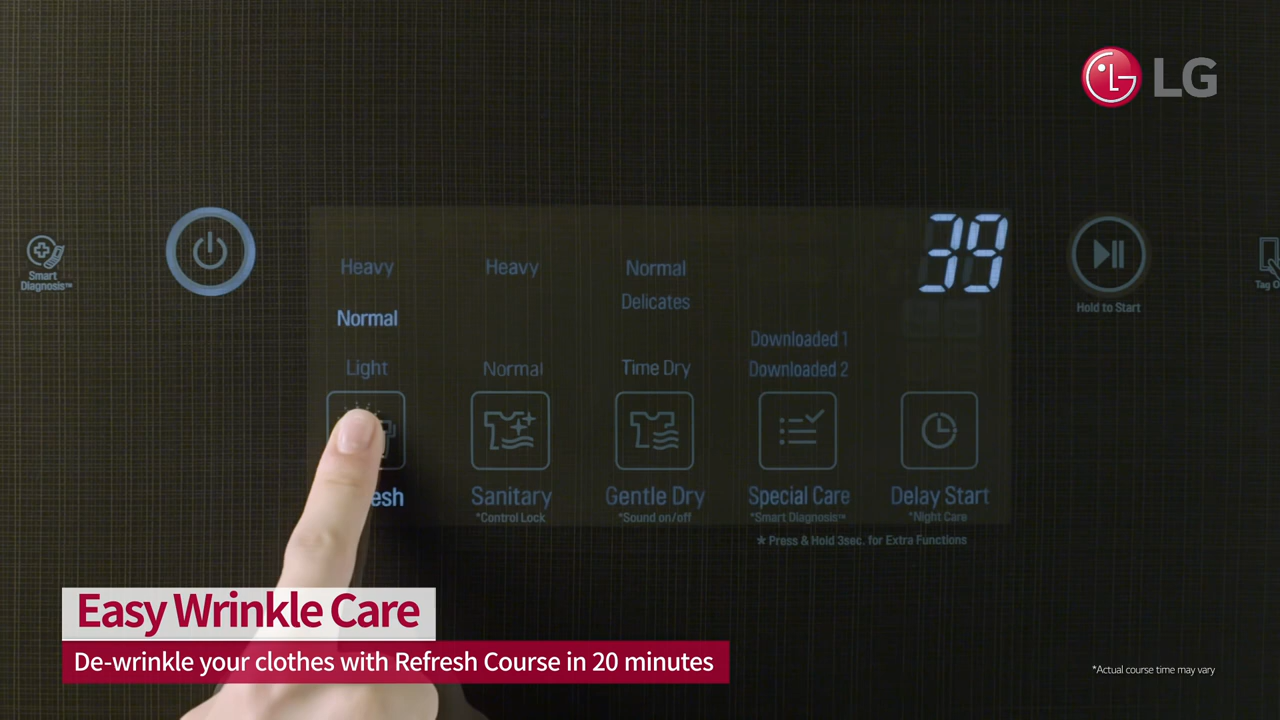 LG
39
Smart
Diagnosis™
Heavy
Normal
Light
Heavy
Normal
Normal
Delicates
Time Dry
Downloaded 1
Downloaded 2
Hold to Start
Tag O
esh
Sanitary
*Control Lock
Gentle Dry
*Sound on/off
Special Care
*Smart Diagnosis™
Delay Start
*Night Care
* Press & Hold 3sec. for Extra Functions
Easy Wrinkle Care
De-wrinkle your clothes with Refresh Course in 20 minutes
*Actual course time may vary